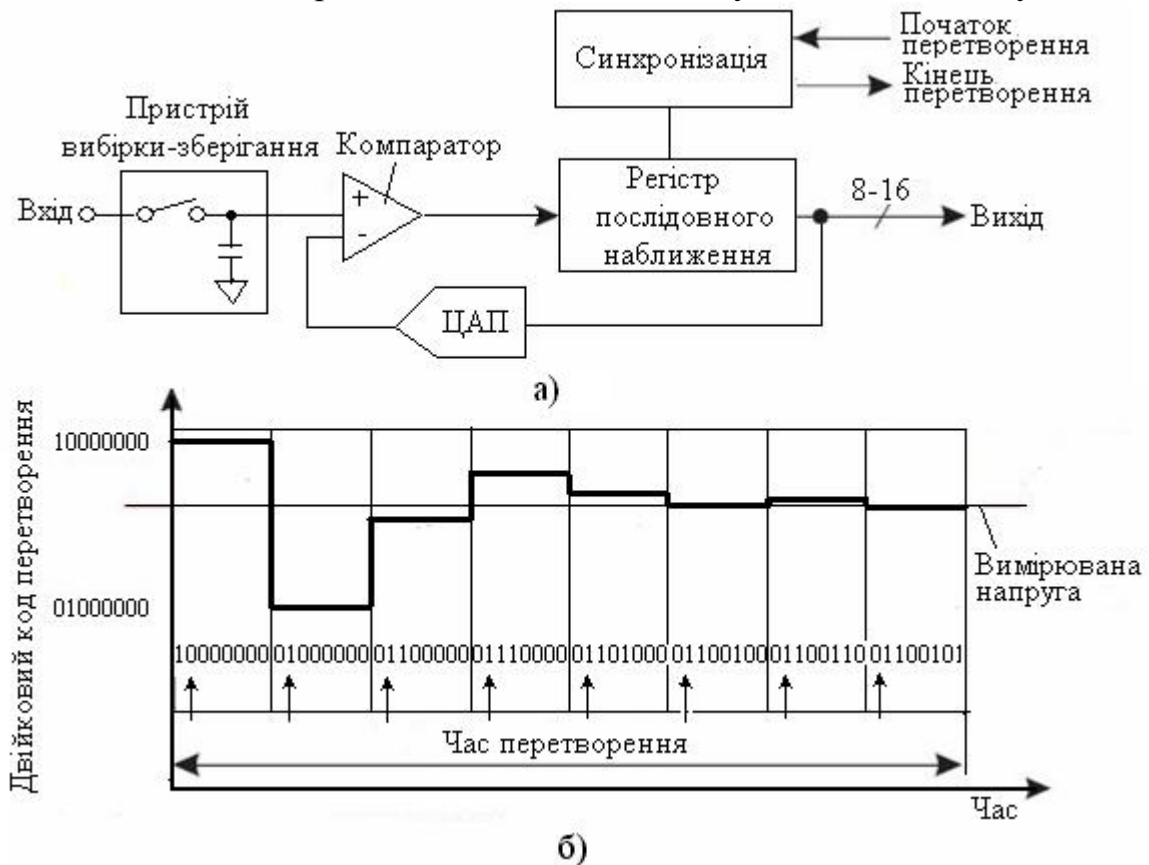 Початок
перетворення
Синхронізація
Кінець
перетворення
Пристрій
вибірки-зберігання
Компаратор
Вхід
+
-
Регістр
послідовного
наближення
8-16
Вихід
ЦАП
а)
Двійковий код перетворення
10000000
01000000
Вимірювана
напруга
10000000 01000000 01100000 01110000 01101000 01100100 01100110 01100101
Час перетворення
Час
б)